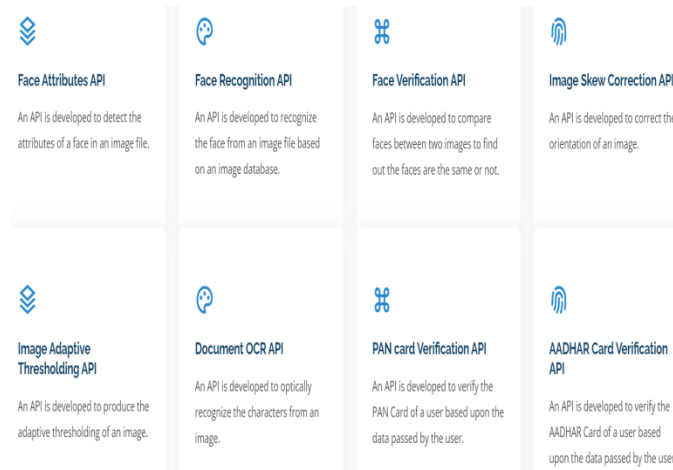 Face Attributes API
An API is developed to detect the
attributes of a face in an image file.
Face Recognition API
An API is developed to recognize
the face from an image file based
on an image database.
Face Verification API
An API is developed to compare
faces between two images to find
out the faces are the same or not.
Image Skew Correction API
An API is developed to correct the
orientation of an image.
Image Adaptive
Thresholding API
An API is developed to produce the
adaptive thresholding of an image.
Document OCR API
An API is developed to optically
recognize the characters from an
image.
PAN card Verification API
An API is developed to verify the
PAN Card of a user based upon the
data passed by the user.
AADHAR Card Verification
API
An API is developed to verify the
AADHAR Card of a user based
upon the data passed by the user